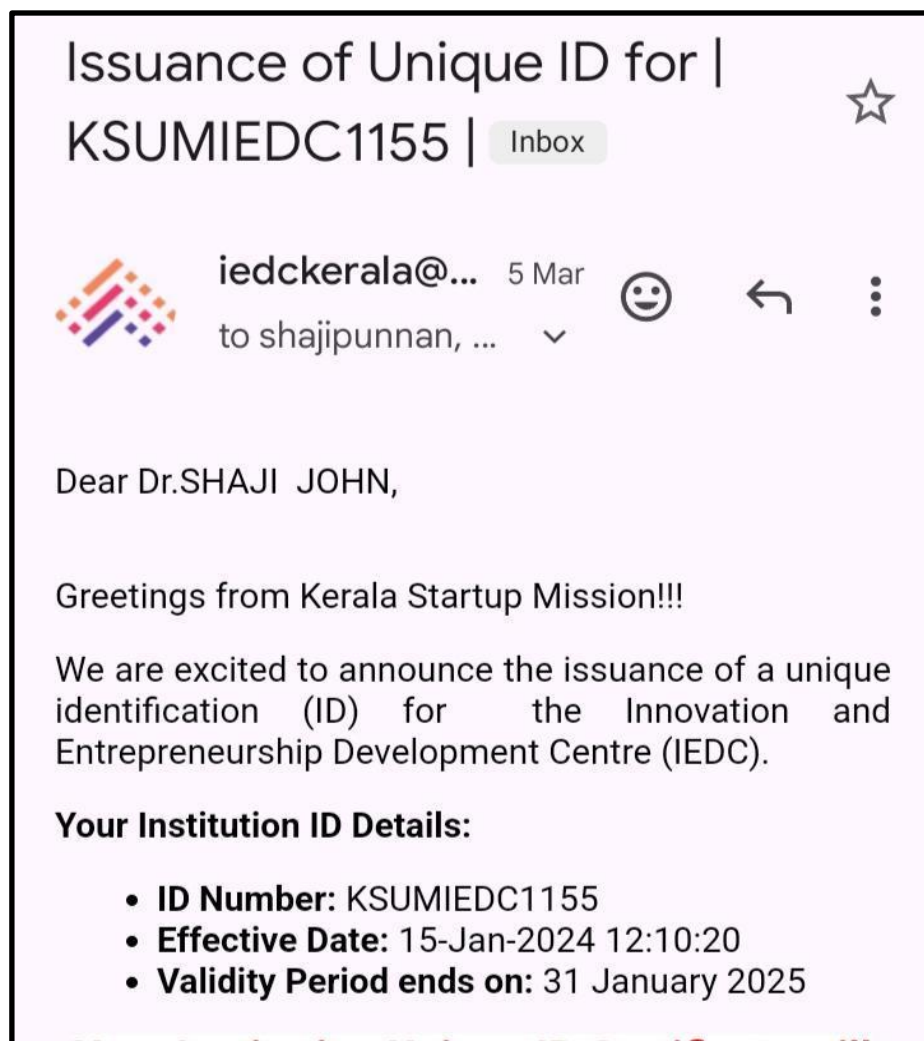 Issuance of Unique ID for |
KSUMIEDC1155 | Inbox
iedckerala@... 5 Mar
to shajipunnan, ...
Dear Dr.SHAJI JOHN,
Greetings from Kerala Startup Mission!!!
We are excited to announce the issuance of a unique
identification (ID) for the Innovation and
Entrepreneurship Development Centre (IEDC).
Your Institution ID Details:
• ID Number: KSUMIEDC1155
• Effective Date: 15-Jan-2024 12:10:20
• Validity Period ends on: 31 January 2025